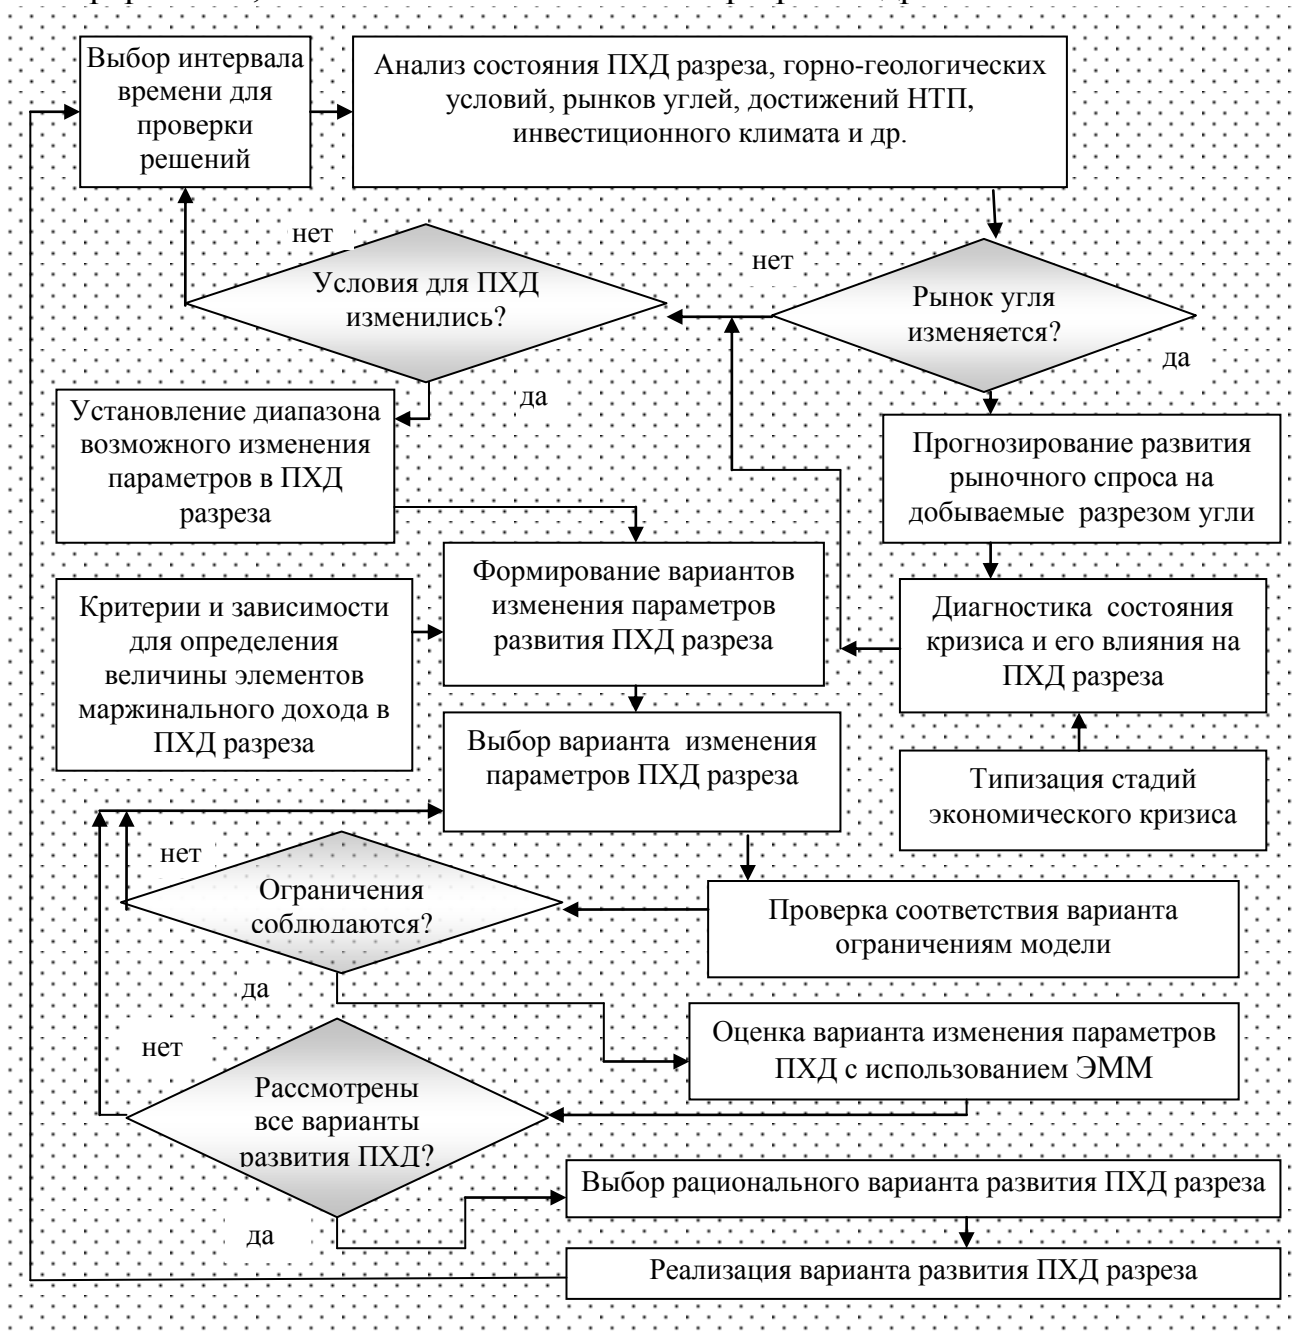 Выбор интервала
времени для
проверки
решений
Анализ состояния ПХД разреза, горно-геологических
условий, рынков углей, достижений НТП,
инвестиционного климата и др.
нет
Условия для ПХД
изменились?
нет
Рынок угля
изменяется?
да
да
Установление диапазона
возможного изменения
параметров в ПХД
разреза
Прогнозирование развития
рыночного спроса на
добываемые разрезом угли
Формирование вариантов
изменения параметров
развития ПХД разреза
Критерии и зависимости
для определения
величины элементов
маржинального дохода в
ПХД разреза
Диагностика состояния
кризиса и его влияния на
ПХД разреза
Выбор варианта изменения
параметров ПХД разреза
Типизация стадий
экономического кризиса
нет
Ограничения
соблюдаются?
Проверка соответствия варианта
ограничениям модели
да
Оценка варианта изменения параметров
ПХД с использованием ЭММ
нет
Рассмотрены
все варианты
развития ПХД?
Выбор рационального варианта развития ПХД разреза
да
Реализация варианта развития ПХД разреза